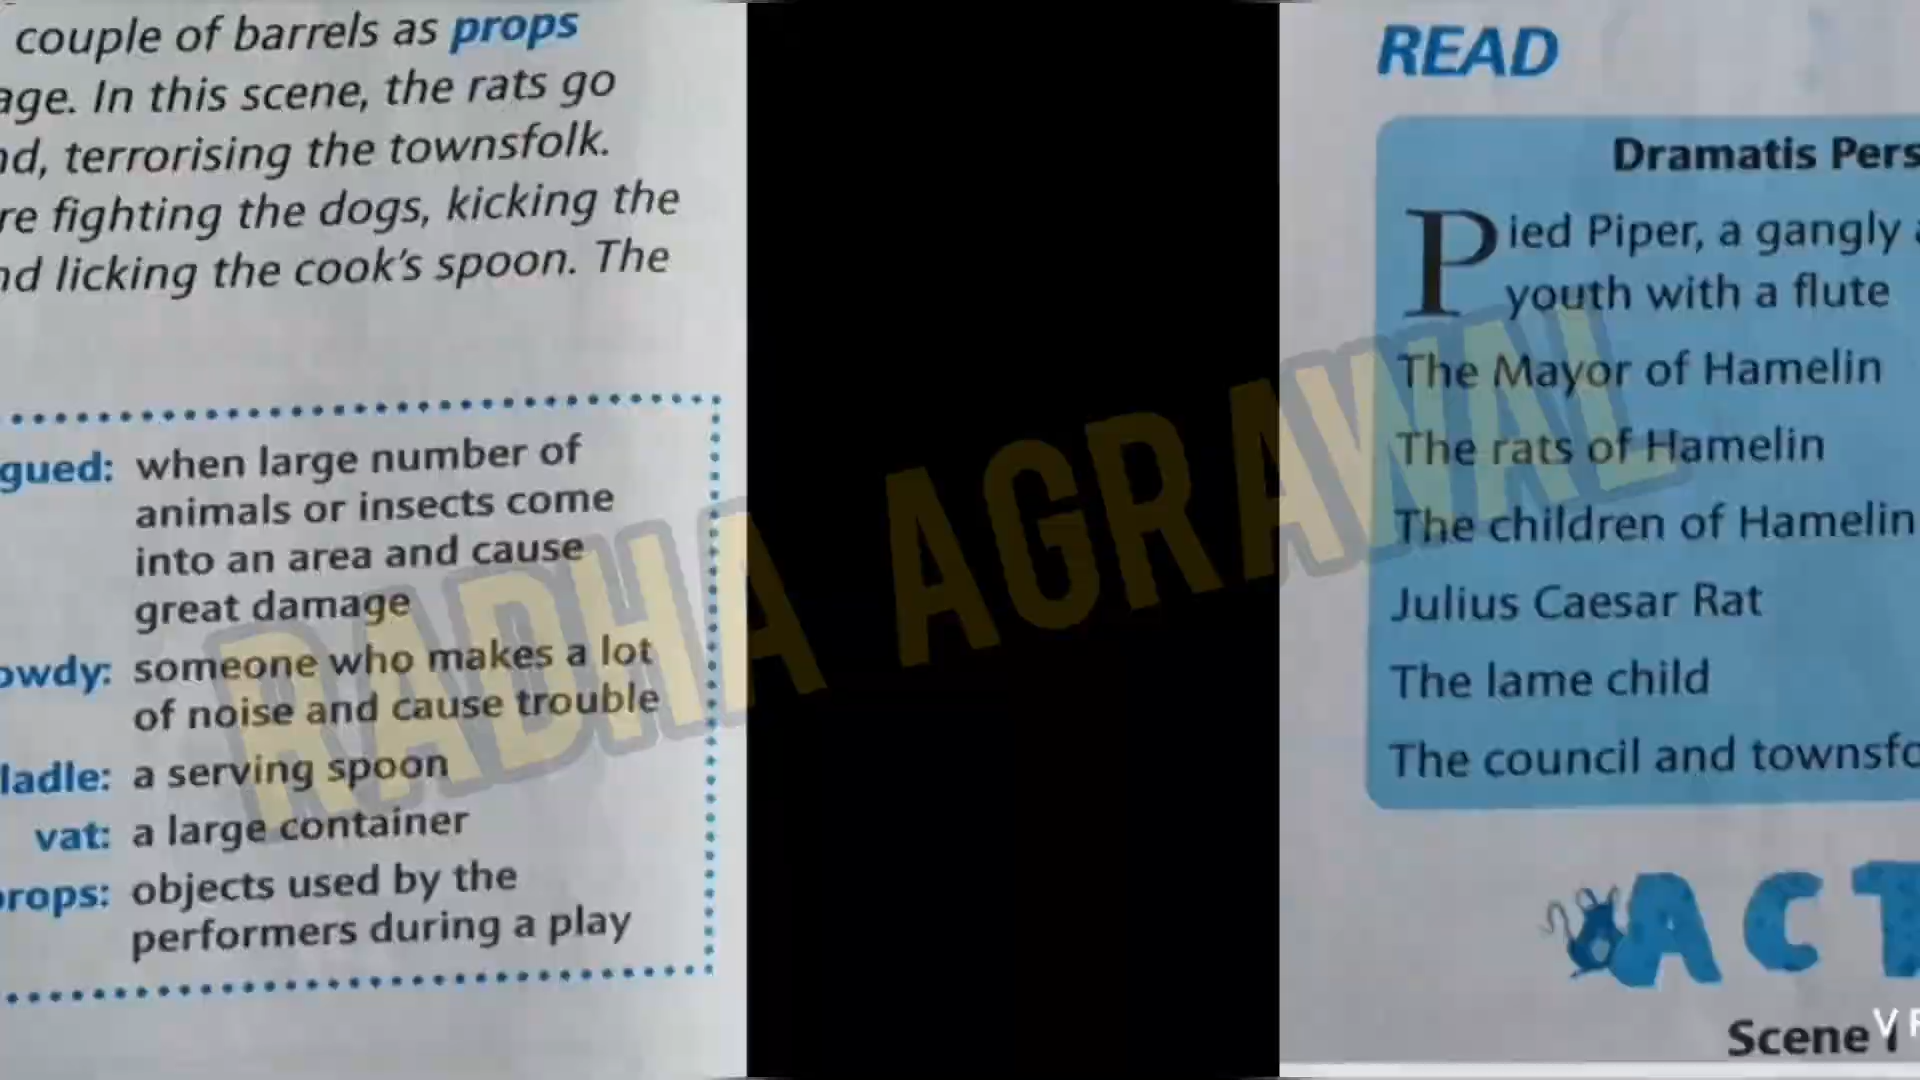 couple of barrels as props
age. In this scene, the rats go
nd, terrorising the townsfolk.
re fighting the dogs, kicking the
nd licking the cook's spoon. The
gued: when large number of
animals or insects come
into an area and cause
great damage
owdy: someone who makes a lot
of noise and cause trouble
ladle: a serving spoon
vat: a large container
rops: objects used by the
performers during a play
RADHA AGRAWAL
READ
Dramatis Pers
Pied Piper, a gangly
youth with a flute
The Mayor of Hamelin
The rats of Hamelin
The children of Hamelin
Julius Caesar Rat
The lame child
The council and townsfo
ACT
Scene I
V